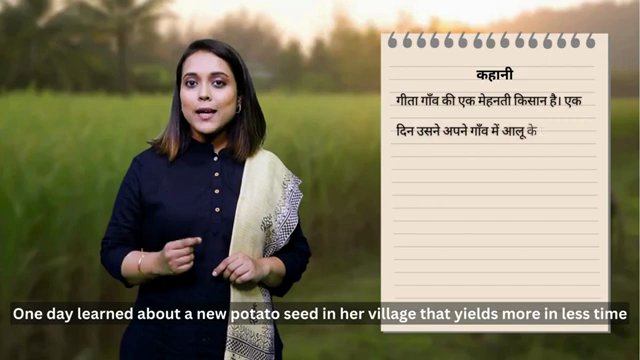 कहानी
गीता गाँव की एक मेहनती किसान है। एक
दिन उसने अपने गाँव में आलू के
One day learned about a new potato seed in her village that yields more in less time